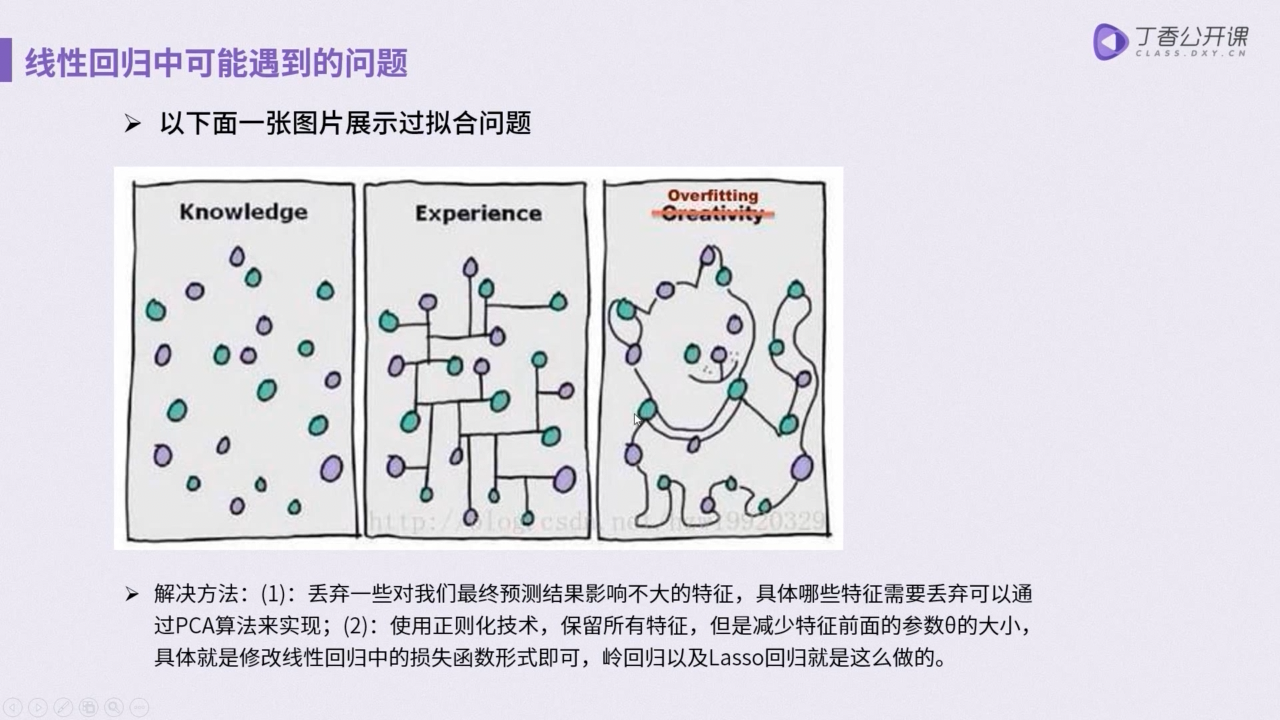 线性回归中可能遇到的问题
丁香公开课
CLASS.DXY.CN
以下面一张图片展示过拟合问题
Knowledge
Experience
Overfitting
Creativity
http://blog.csdn.net/hzw19920329
解决方法：(1)：丢弃一些对我们最终预测结果影响不大的特征，具体哪些特征需要丢弃可以通
过PCA算法来实现；(2)：使用正则化技术，保留所有特征，但是减少特征前面的参数θ的大小，
具体就是修改线性回归中的损失函数形式即可，岭回归以及Lasso回归就是这么做的。